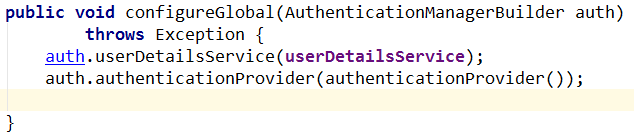 public void configureGlobal(AuthenticationManagerBuilder auth)
        throws Exception {
    auth.userDetailsService(userDetailsService);
    auth.authenticationProvider(authenticationProvider());
}